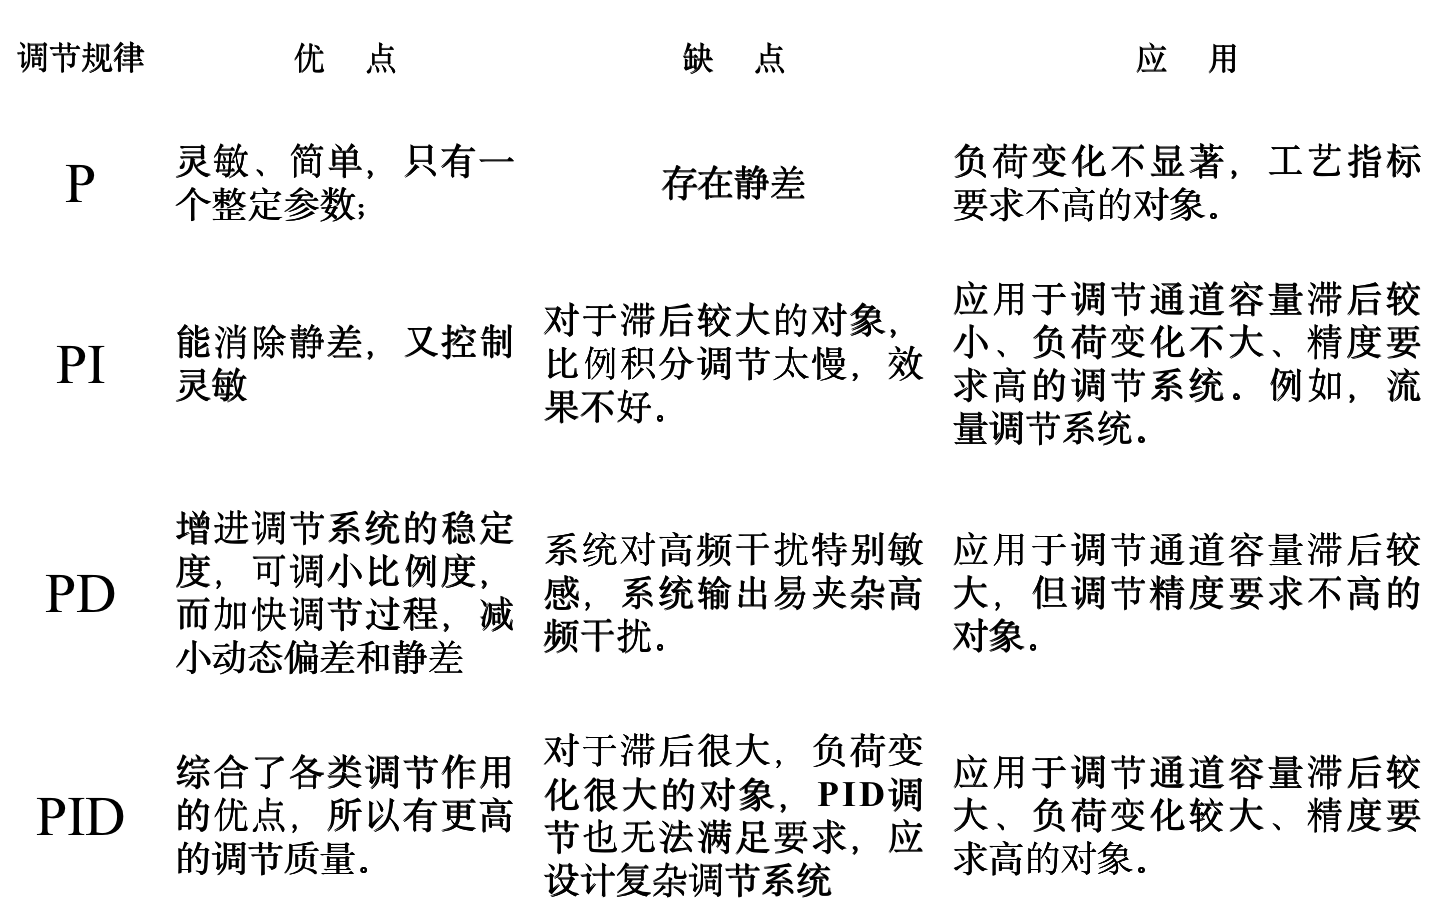 调节规律 优 点 缺 点 应 用
P
灵敏、简单，只有一
个整定参数；
存在静差
负荷变化不显著，工艺指标
要求不高的对象。
PI
能消除静差，又控制
灵敏
对于滞后较大的对象，
比例积分调节太慢，效
果不好。
应用于调节通道容量滞后较
小、负荷变化不大、精度要
求高的调节系统。例如，流
量调节系统。
PD
增进调节系统的稳定
度，可调小比例度，
而加快调节过程，减
小动态偏差和静差
系统对高频干扰特别敏
感，系统输出易夹杂高
频干扰。
应用于调节通道容量滞后较
大，但调节精度要求不高的
对象。
PID
综合了各类调节作用
的优点，所以有更高
的调节质量。
对于滞后很大，负荷变
化很大的对象，PID调
节也无法满足要求，应
设计复杂调节系统
应用于调节通道容量滞后较
大、负荷变化较大、精度要
求高的对象。